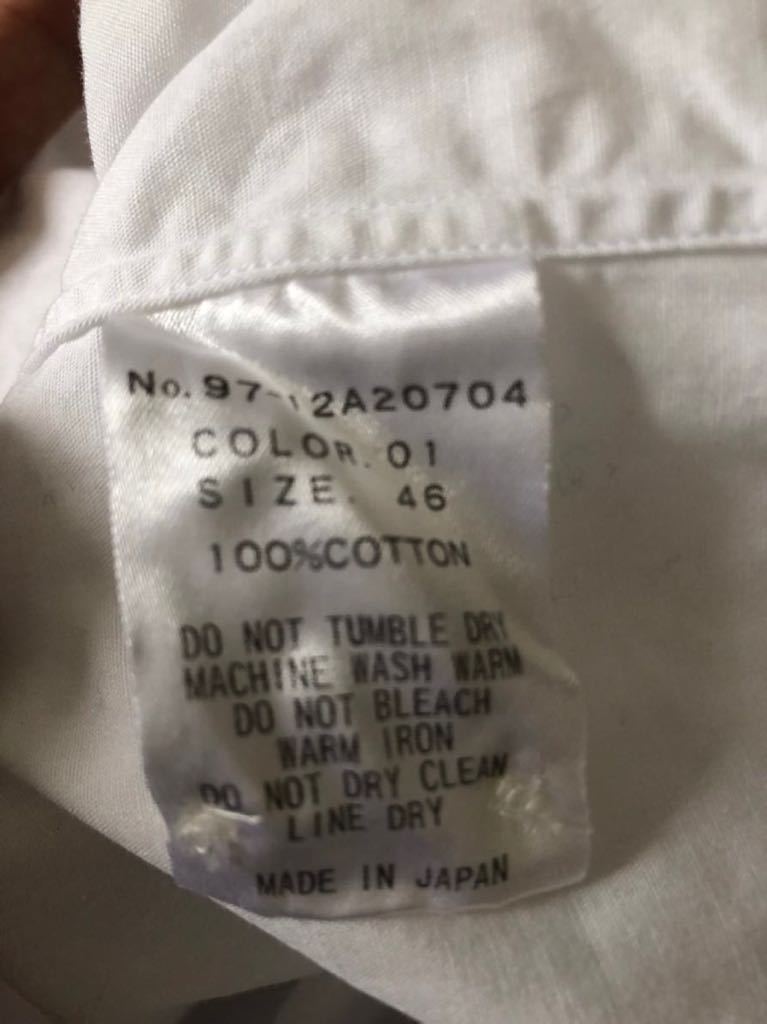 No. 97-12A20704
COLOR. 01
SIZE. 46
100%COTTON
DO NOT TUMBLE DRY
MACHINE WASH WARM
DO NOT BLEACH
WARM IRON
DO NOT DRY CLEAN
LINE DRY
MADE IN JAPAN